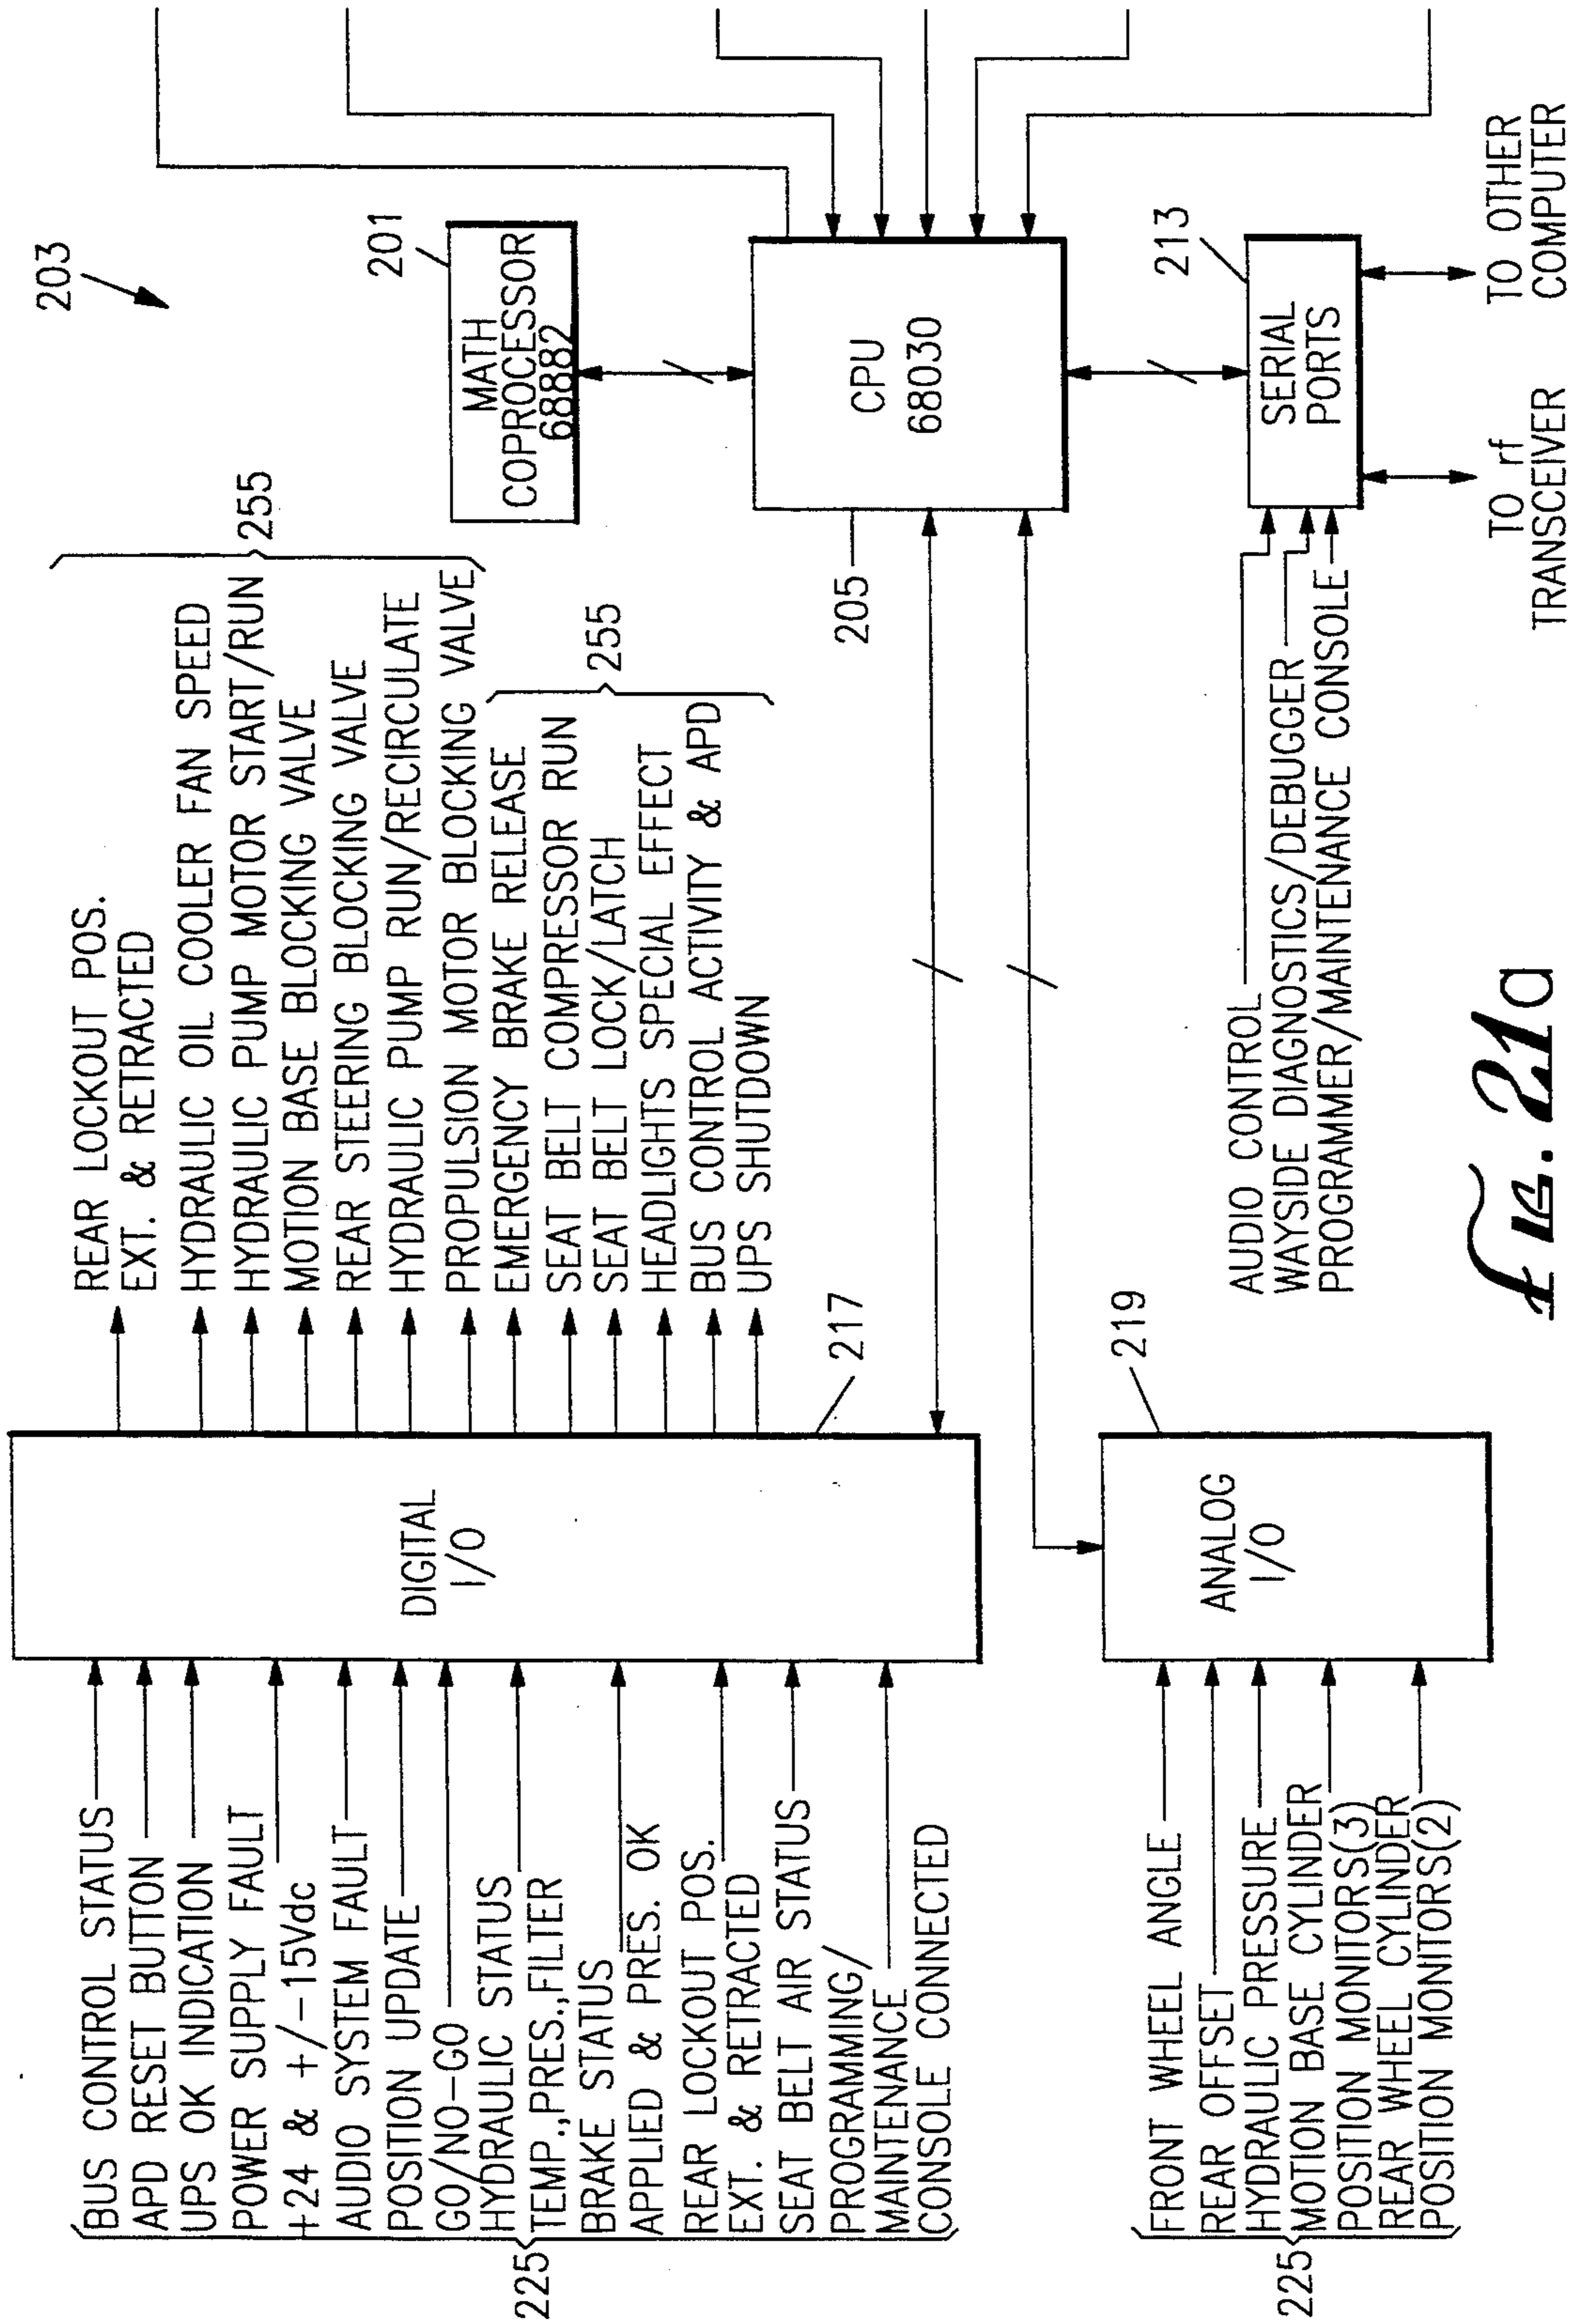 203
BUS CONTROL STATUS
APD RESET BUTTON
UPS OK INDICATION
POWER SUPPLY FAULT
+24 & +/-15Vdc
AUDIO SYSTEM FAULT
POSITION UPDATE
GO/NO-GO
HYDRAULIC STATUS
TEMP.,PRES.,FILTER
BRAKE STATUS
APPLIED & PRES. OK
REAR LOCKOUT POS.
EXT. & RETRACTED
SEAT BELT AIR STATUS
PROGRAMMING/
MAINTENANCE
CONSOLE CONNECTED
225
DIGITAL
I/O
217
REAR LOCKOUT POS.
EXT. & RETRACTED
HYDRAULIC OIL COOLER FAN SPEED
HYDRAULIC PUMP MOTOR START/RUN
MOTION BASE BLOCKING VALVE
REAR STEERING BLOCKING VALVE
HYDRAULIC PUMP RUN/RECIRCULATE
PROPULSION MOTOR BLOCKING VALVE
255
EMERGENCY BRAKE RELEASE
SEAT BELT COMPRESSOR RUN
SEAT BELT LOCK/LATCH
HEADLIGHTS SPECIAL EFFECT
BUS CONTROL ACTIVITY & APD
UPS SHUTDOWN
255
201
MATH
COPROCESSOR
68882
205
CPU
68030
FRONT WHEEL ANGLE
REAR OFFSET
HYDRAULIC PRESSURE
MOTION BASE CYLINDER
POSITION MONITORS(3)
REAR WHEEL CYLINDER
POSITION MONITORS(2)
225
ANALOG
I/O
219
AUDIO CONTROL
WAYSIDE DIAGNOSTICS/DEBUGGER
PROGRAMMER/MAINTENANCE CONSOLE
213
SERIAL
PORTS
TO rf
TRANSCEIVER
TO OTHER
COMPUTER
FIG. 21a